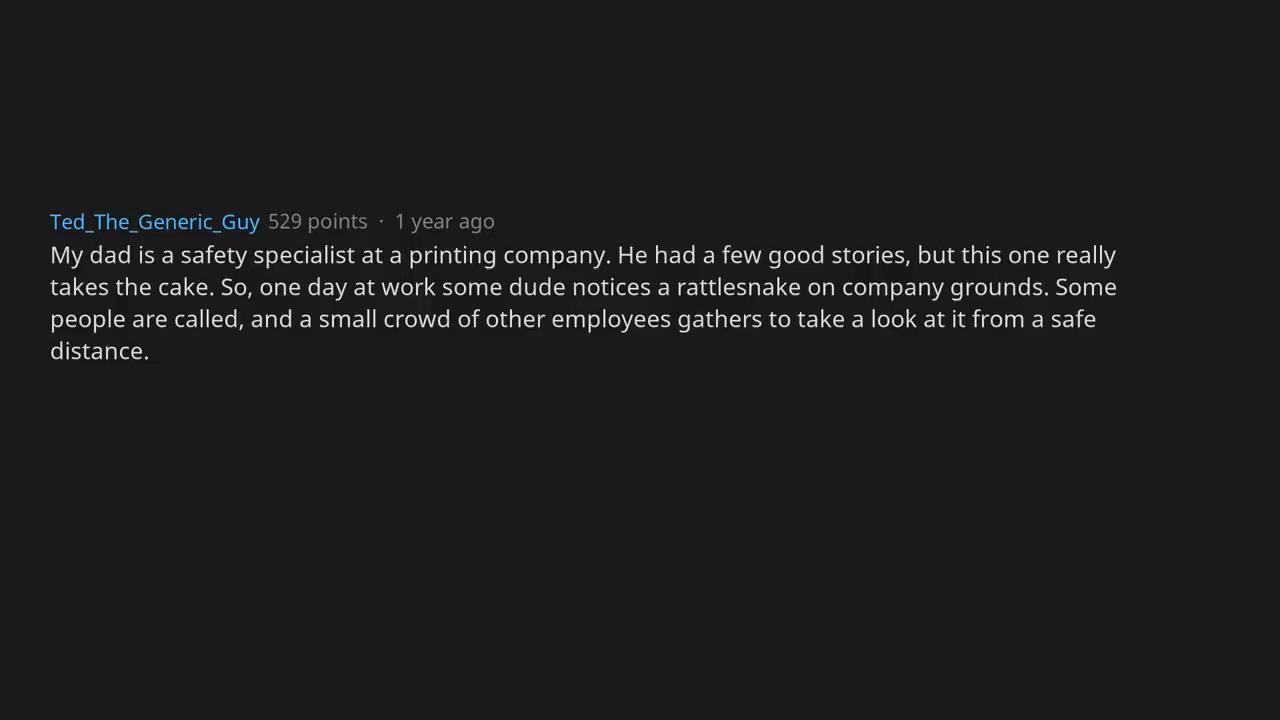 Ted_The_Generic_Guy 529 points · 1 year ago
My dad is a safety specialist at a printing company. He had a few good stories, but this one really
takes the cake. So, one day at work some dude notices a rattlesnake on company grounds. Some
people are called, and a small crowd of other employees gathers to take a look at it from a safe
distance.